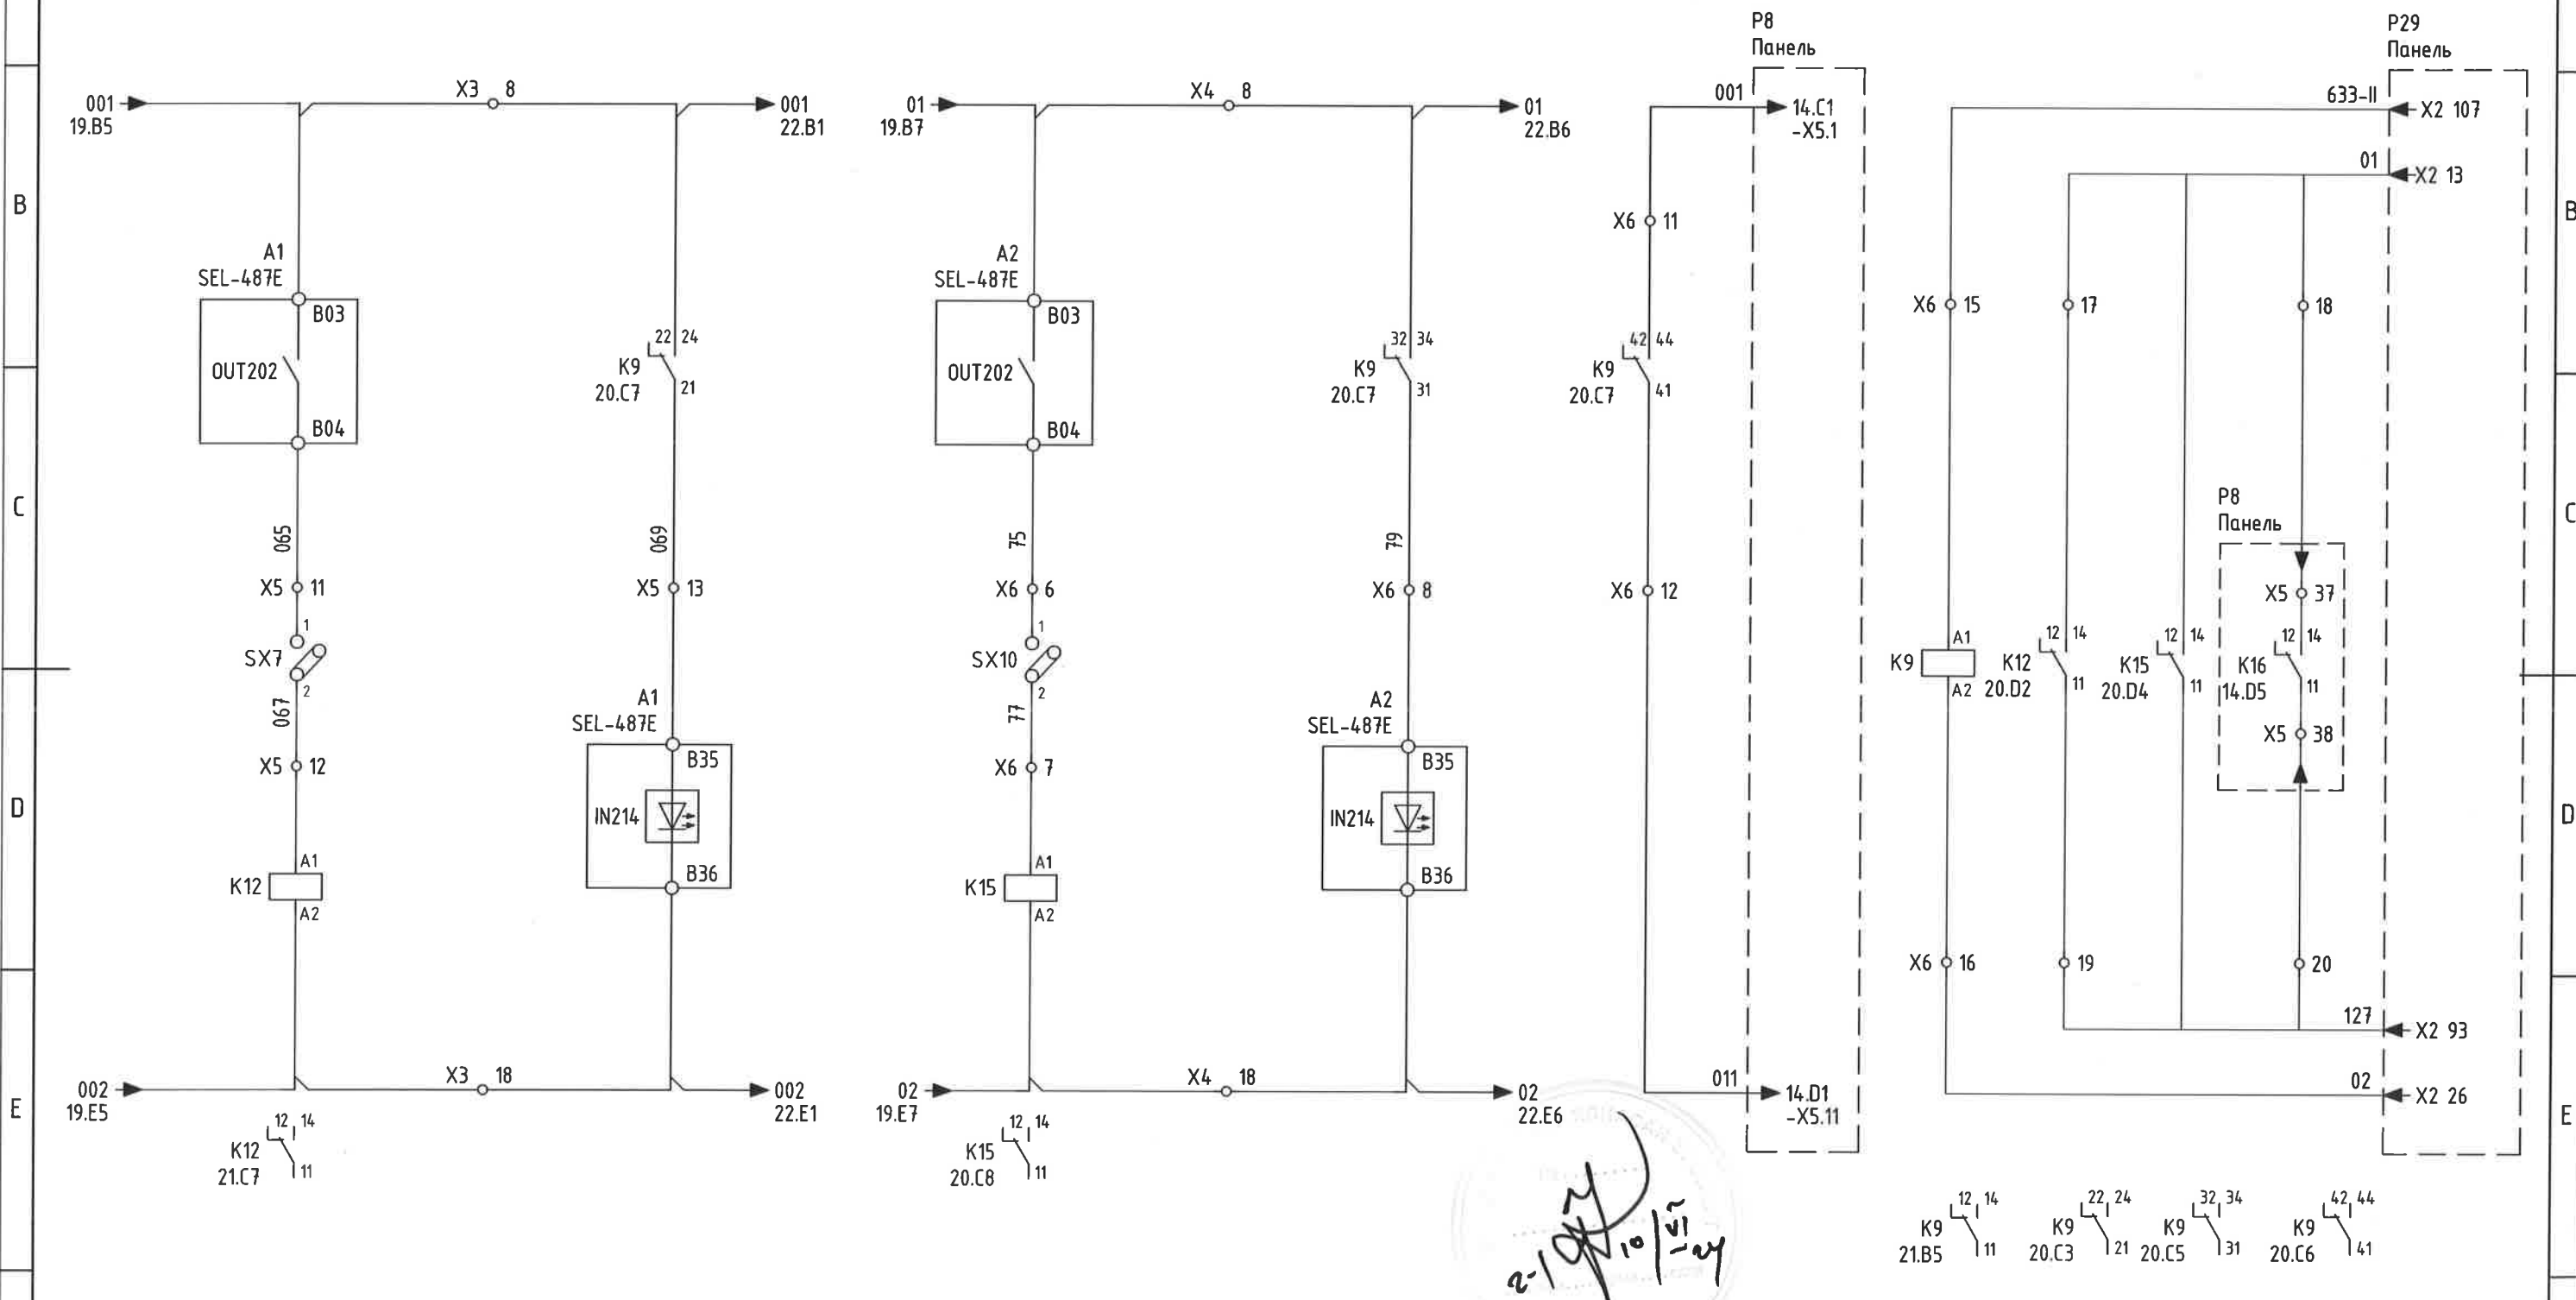 B
C
D
E
001
19.B5
X3 8
001
22.B1
A1
SEL-487E
B03
OUT202
B04
065
X5 11
1
SX7
2
067
X5 12
A1
K12
A2
22 24
K9
20.C7
21
069
X5 13
A1
SEL-487E
B35
IN214
B36
002
19.E5
X3 18
002
22.E1
12 14
K12
21.C7
11
01
19.B7
X4 8
01
22.B6
A2
SEL-487E
B03
OUT202
B04
75
X6 6
1
SX10
2
77
X6 7
A1
K15
A2
32 34
K9
20.C7
31
79
X6 8
A2
SEL-487E
B35
IN214
B36
02
19.E7
X4 18
02
22.E6
12 14
K15
20.C8
11
P8
Панель
001
14.C1
-X5.1
X6 11
42 44
K9
20.C7
41
X6 12
011
14.D1
-X5.11
P29
Панель
633-II
X2 107
01
X2 13
X6 15
17
18
P8
Панель
X5 37
A1
K9
A2
12 14
K12
20.D2
11
12 14
K15
20.D4
11
12 14
K16
14.D5
11
X5 38
X6 16
19
20
127
X2 93
02
X2 26
12 14
K9
21.B5
11
22 24
K9
20.C3
21
32 34
K9
20.C5
31
42 44
K9
20.C6
41
B
C
D
E